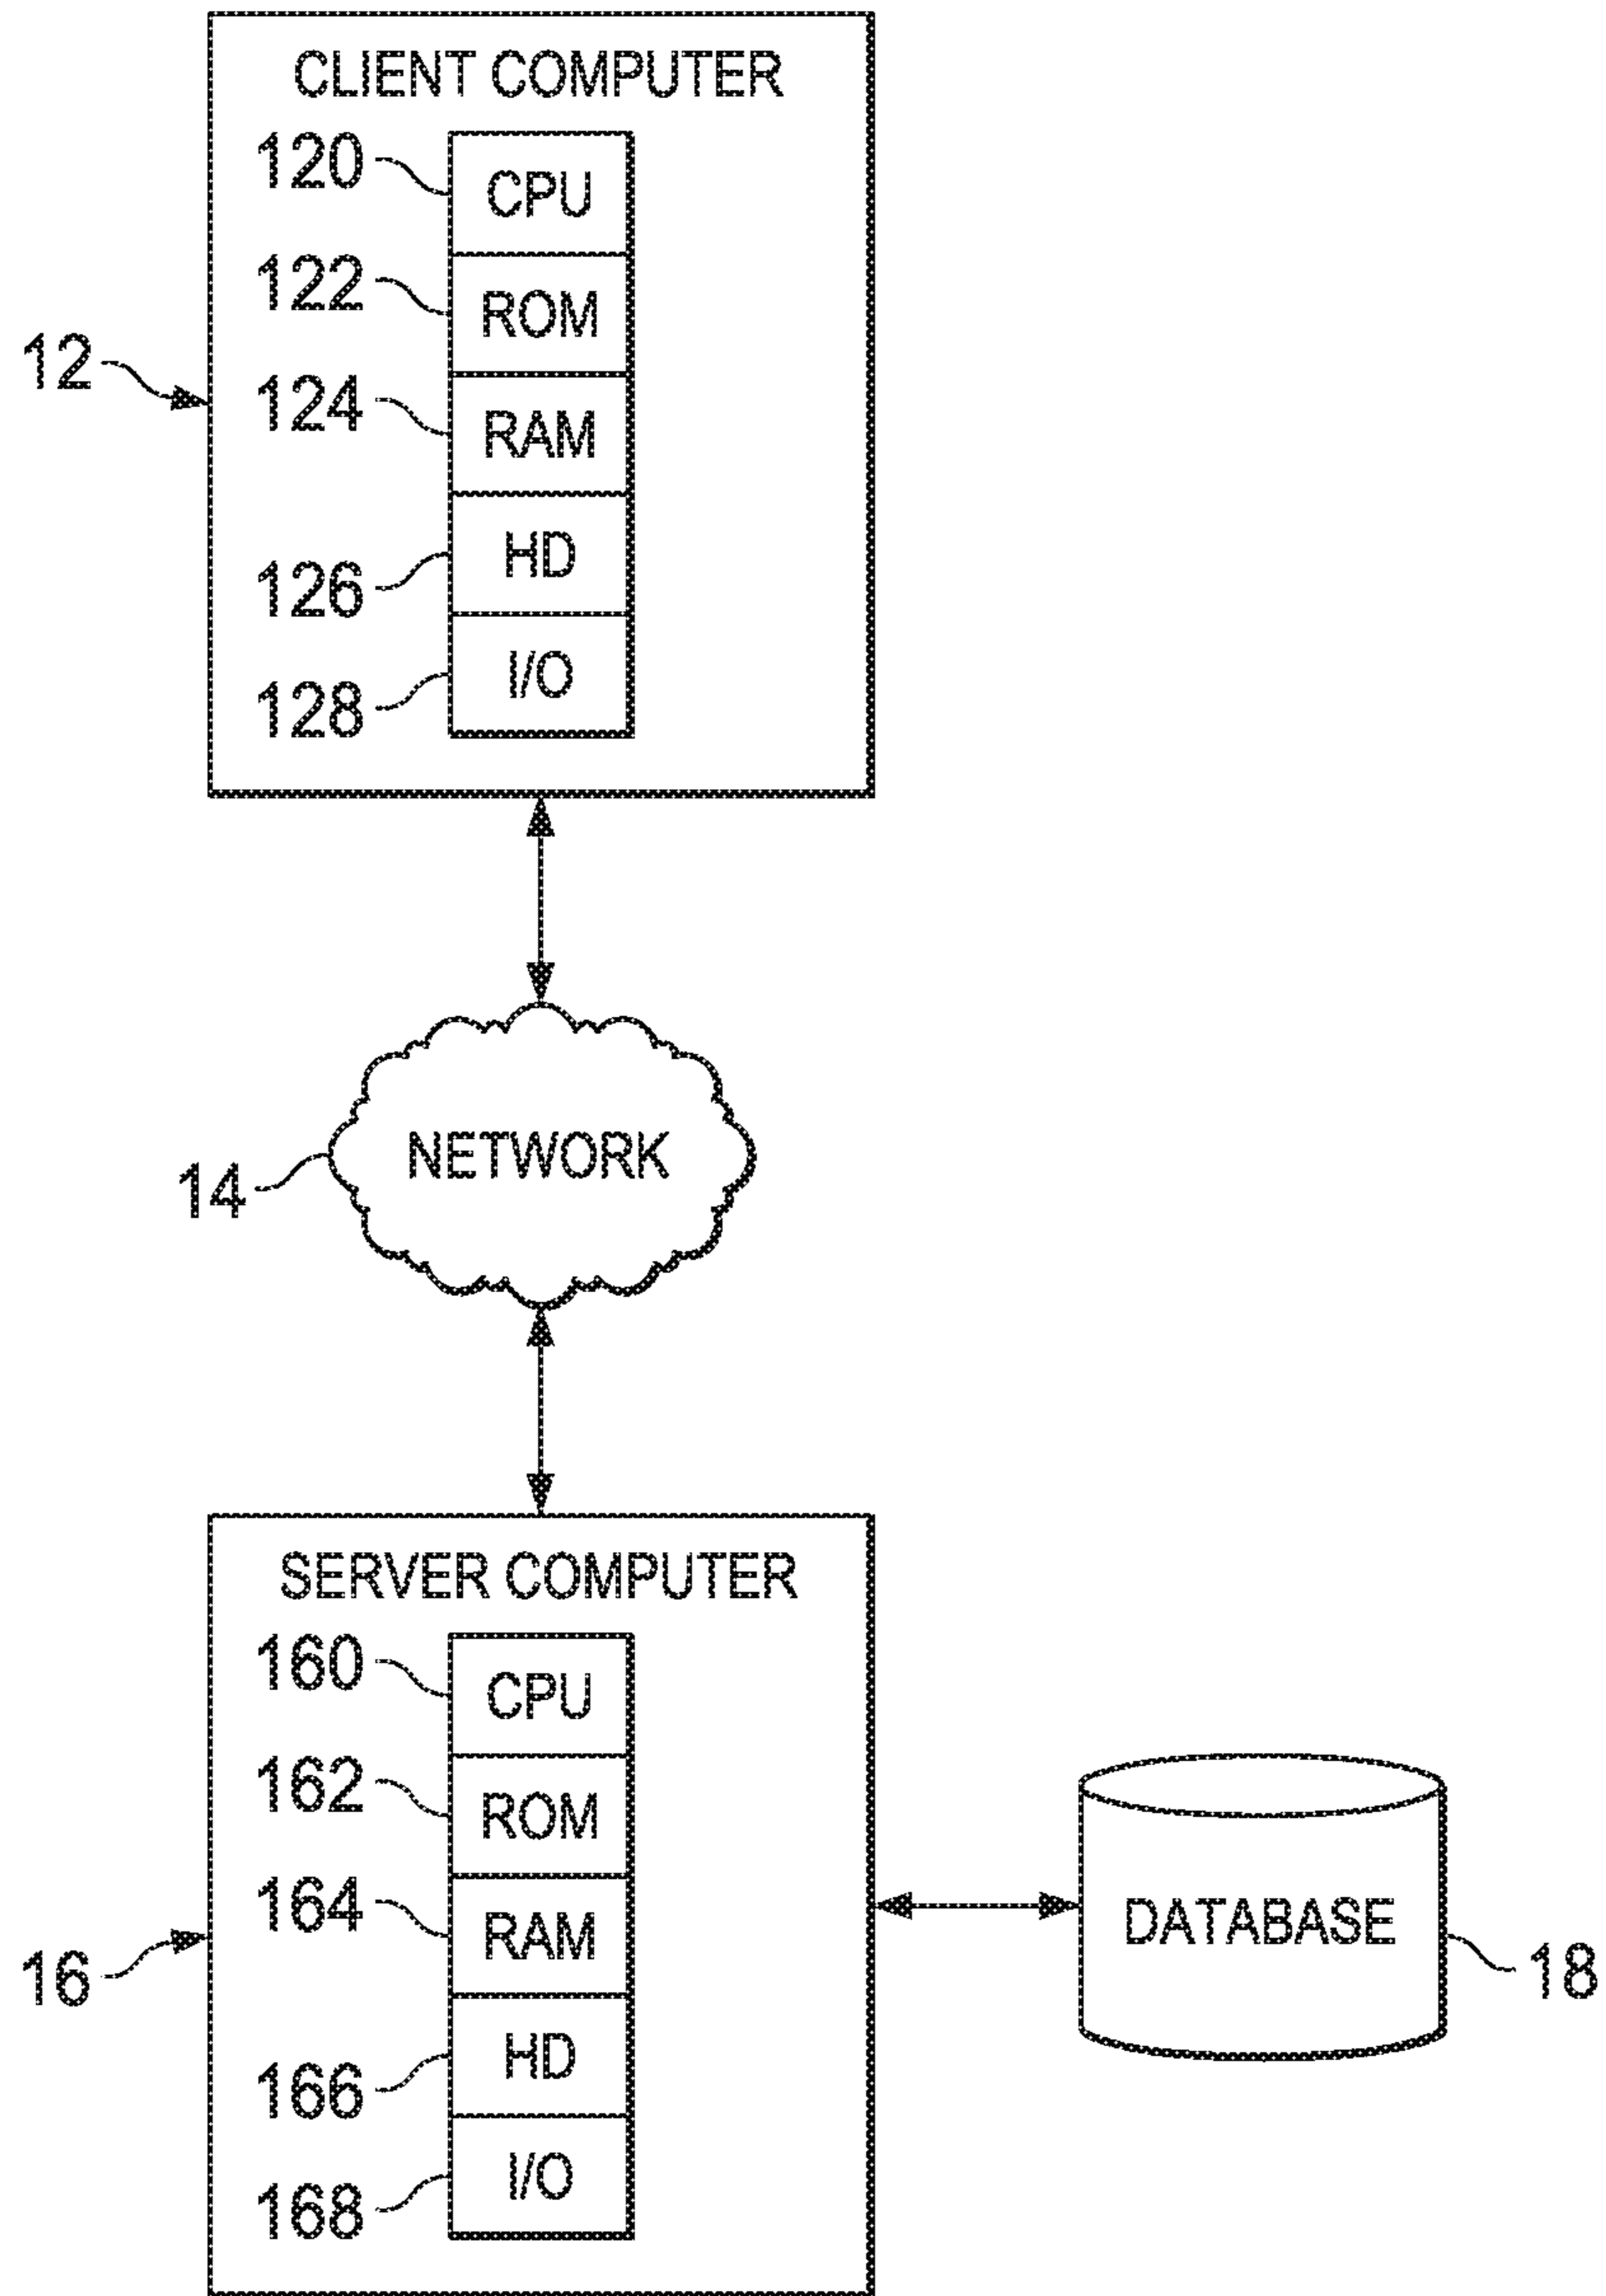 CLIENT COMPUTER
120 CPU
122 ROM
12
124 RAM
126 HD
128 I/O
14 NETWORK
SERVER COMPUTER
160 CPU
162 ROM
164 RAM
DATABASE
16
18
166 HD
168 I/O